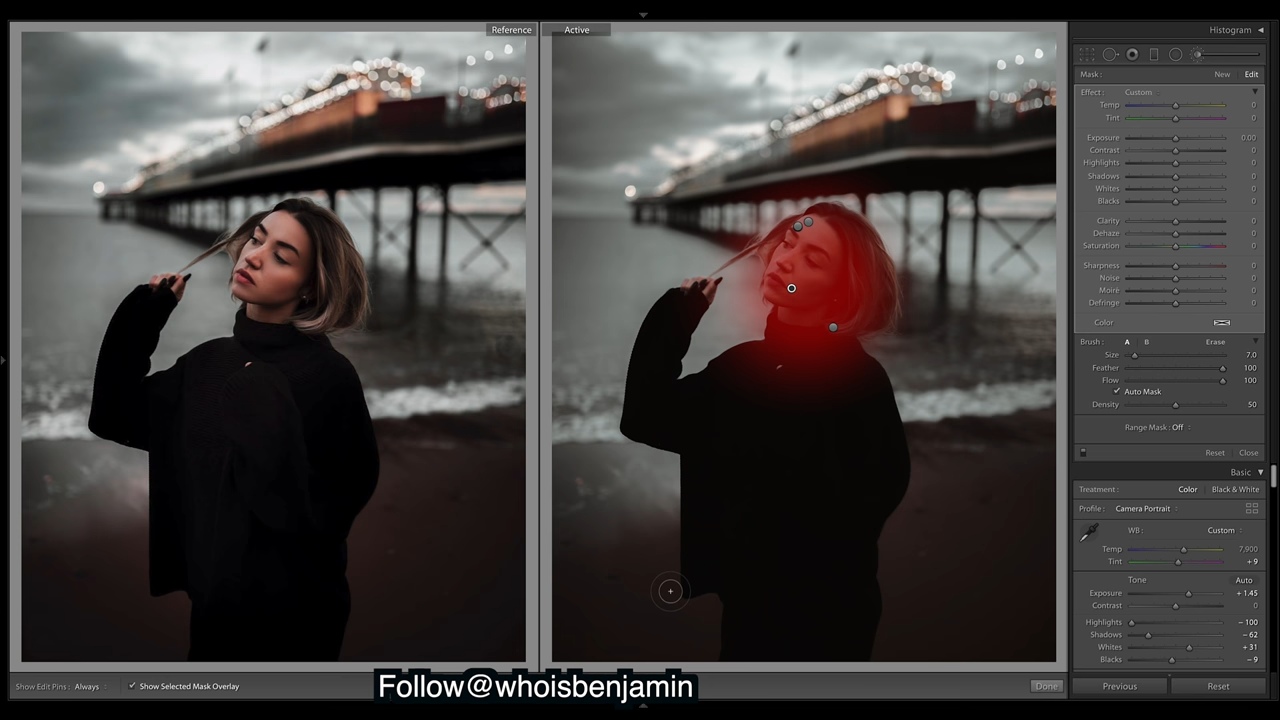 Reference
Active
Histogram
Mask :
New
Edit
Effect :
Custom
Temp
0
Tint
0
Exposure
0.00
Contrast
0
Highlights
0
Shadows
0
Whites
0
Blacks
0
Clarity
0
Dehaze
0
Saturation
0
Sharpness
0
Noise
0
Moiré
0
Defringe
0
Color
Brush :
A
B
Erase
Size
7.0
Feather
100
Flow
100
Auto Mask
Density
50
Range Mask : Off
Reset
Close
Basic
Treatment :
Color
Black & White
Profile :
Camera Portrait
WB :
Custom
Temp
7,900
Tint
+ 9
Tone
Auto
Exposure
+ 1.45
Contrast
0
Highlights
– 100
Shadows
– 62
Whites
+ 31
Blacks
– 9
Show Edit Pins :
Always
Show Selected Mask Overlay
Done
Previous
Reset
Follow@whoisbenjamin